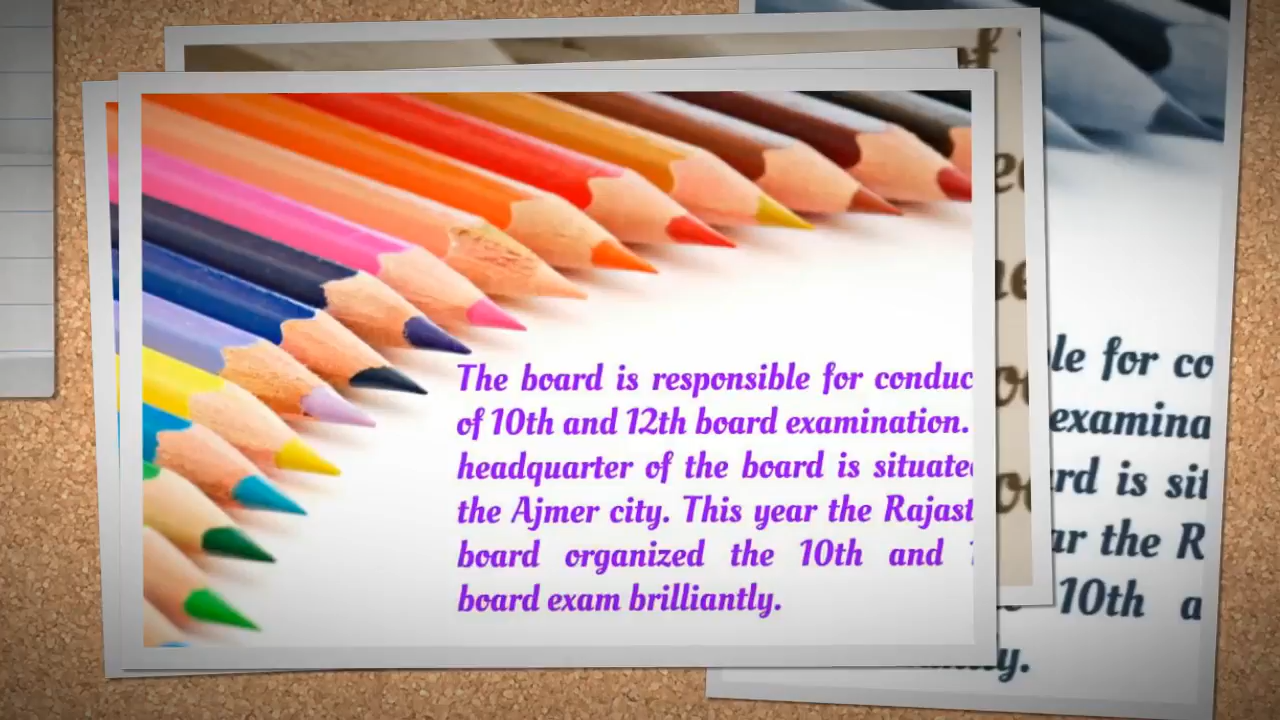 The board is responsible for conduc
of 10th and 12th board examination.
headquarter of the board is situate
the Ajmer city. This year the Rajast
board organized the 10th and
board exam brilliantly.
le for co
examina
rd is sit
ar the R
10th a
y.